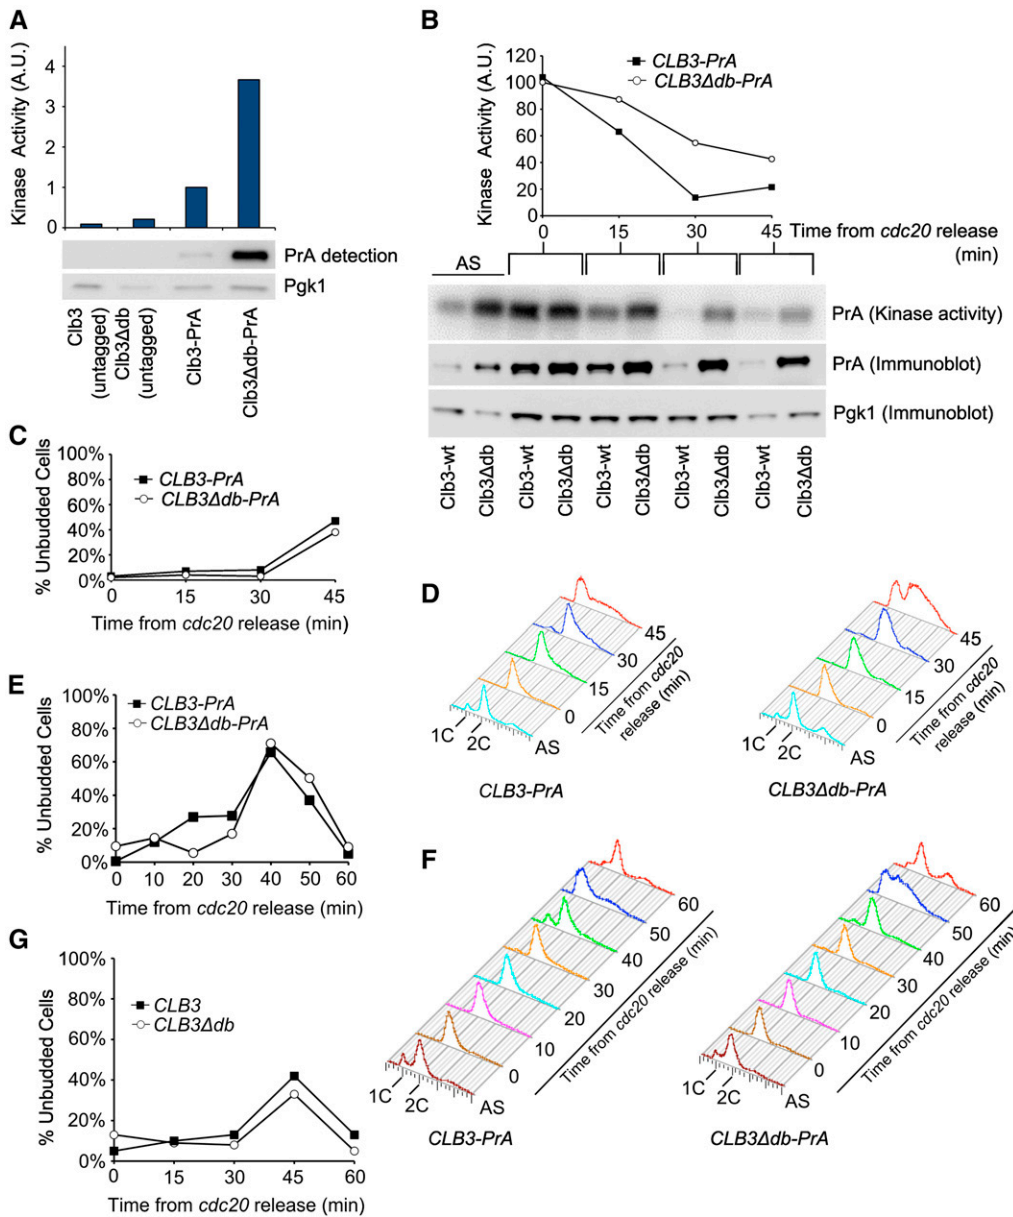 A
Kinase Activity (A.U.)
4
3
2
1
0
PrA detection
Pgk1
Clb3 (untagged)
Clb3Δdb (untagged)
Clb3-PrA
Clb3Δdb-PrA
B
Kinase Activity (A.U.)
120
100
80
60
40
20
0
CLB3-PrA
CLB3Δdb-PrA
0 15 30 45
Time from cdc20 release (min)
AS
PrA (Kinase activity)
PrA (Immunoblot)
Pgk1 (Immunoblot)
Clb3-wt
Clb3Δdb
Clb3-wt
Clb3Δdb
Clb3-wt
Clb3Δdb
Clb3-wt
Clb3Δdb
Clb3-wt
Clb3Δdb
C
% Unbudded Cells
100%
80%
60%
40%
20%
0%
CLB3-PrA
CLB3Δdb-PrA
0 15 30 45
Time from cdc20 release (min)
D
45
30
15
0
AS
1C
2C
Time from cdc20 release (min)
CLB3-PrA
45
30
15
0
AS
1C
2C
Time from cdc20 release (min)
CLB3Δdb-PrA
E
% Unbudded Cells
100%
80%
60%
40%
20%
0%
CLB3-PrA
CLB3Δdb-PrA
0 10 20 30 40 50 60
Time from cdc20 release (min)
F
60
50
40
30
20
10
0
AS
1C
2C
Time from cdc20 release (min)
CLB3-PrA
60
50
40
30
20
10
0
AS
1C
2C
Time from cdc20 release (min)
CLB3Δdb-PrA
G
% Unbudded Cells
100%
80%
60%
40%
20%
0%
CLB3
CLB3Δdb
0 15 30 45 60
Time from cdc20 release (min)